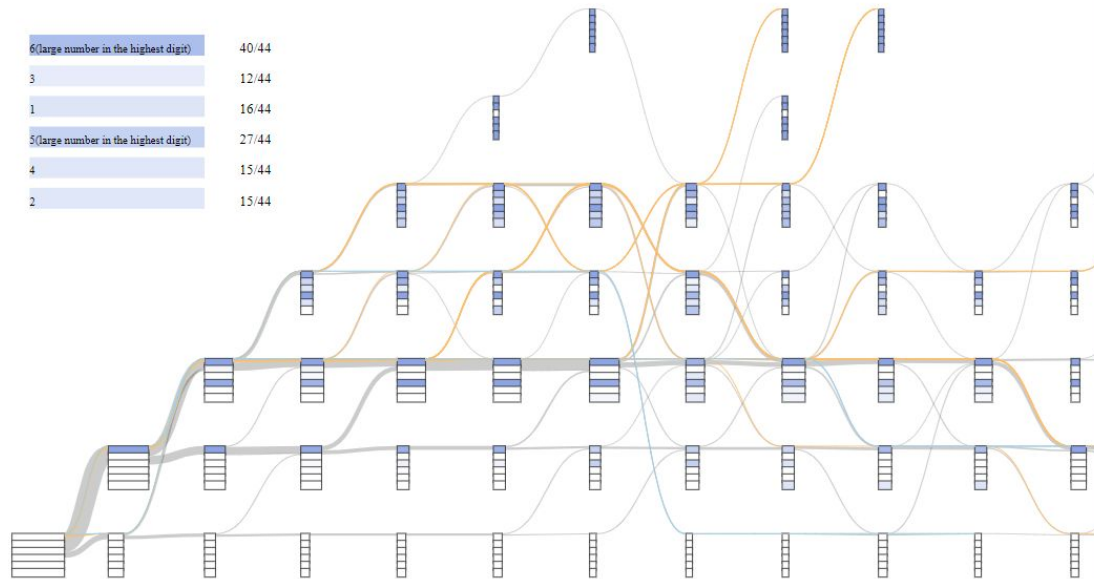 6(large number in the highest digit) 40/44
3 12/44
1 16/44
5(large number in the highest digit) 27/44
4 15/44
2 15/44